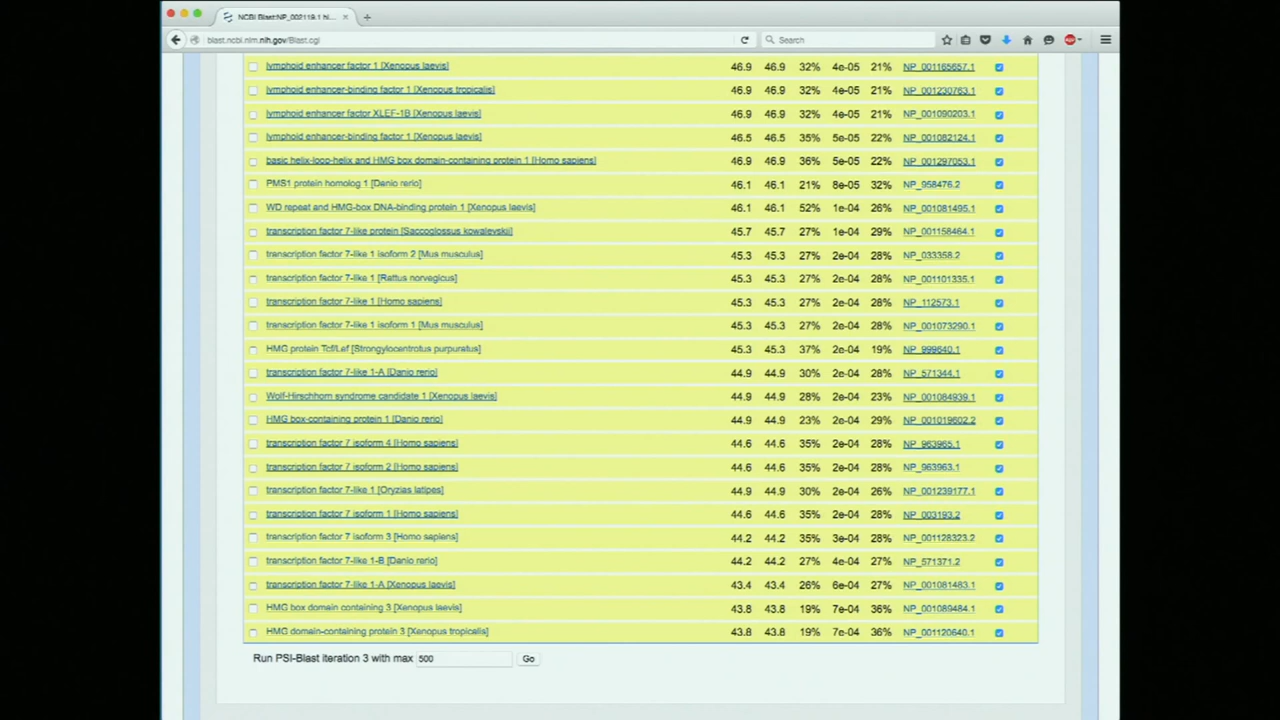 NCBI Blast:NP_002119.1 hi...
blast.ncbi.nlm.nih.gov/Blast.cgi
Search
lymphoid enhancer factor 1 [Xenopus laevis] 46.9 46.9 32% 4e-05 21% NP_001165657.1
lymphoid enhancer-binding factor 1 [Xenopus tropicalis] 46.9 46.9 32% 4e-05 21% NP_001230763.1
lymphoid enhancer factor XLEF-1B [Xenopus laevis] 46.9 46.9 32% 4e-05 21% NP_001090203.1
lymphoid enhancer-binding factor 1 [Xenopus laevis] 46.5 46.5 35% 5e-05 22% NP_001082124.1
basic helix-loop-helix and HMG box domain-containing protein 1 [Homo sapiens] 46.9 46.9 36% 5e-05 22% NP_001297053.1
PMS1 protein homolog 1 [Danio rerio] 46.1 46.1 21% 8e-05 32% NP_958476.2
WD repeat and HMG-box DNA-binding protein 1 [Xenopus laevis] 46.1 46.1 52% 1e-04 26% NP_001081495.1
transcription factor 7-like protein [Saccoglossus kowalevskii] 45.7 45.7 27% 1e-04 29% NP_001158464.1
transcription factor 7-like 1 isoform 2 [Mus musculus] 45.3 45.3 27% 2e-04 28% NP_033358.2
transcription factor 7-like 1 [Rattus norvegicus] 45.3 45.3 27% 2e-04 28% NP_001101335.1
transcription factor 7-like 1 [Homo sapiens] 45.3 45.3 27% 2e-04 28% NP_112573.1
transcription factor 7-like 1 isoform 1 [Mus musculus] 45.3 45.3 27% 2e-04 28% NP_001073290.1
HMG protein Tcf/Lef [Strongylocentrotus purpuratus] 45.3 45.3 37% 2e-04 19% NP_999640.1
transcription factor 7-like 1-A [Danio rerio] 44.9 44.9 30% 2e-04 28% NP_571344.1
Wolf-Hirschhorn syndrome candidate 1 [Xenopus laevis] 44.9 44.9 28% 2e-04 23% NP_001084939.1
HMG box-containing protein 1 [Danio rerio] 44.9 44.9 23% 2e-04 29% NP_001019602.2
transcription factor 7 isoform 4 [Homo sapiens] 44.6 44.6 35% 2e-04 28% NP_963965.1
transcription factor 7 isoform 2 [Homo sapiens] 44.6 44.6 35% 2e-04 28% NP_963963.1
transcription factor 7-like 1 [Oryzias latipes] 44.9 44.9 30% 2e-04 26% NP_001239177.1
transcription factor 7 isoform 1 [Homo sapiens] 44.6 44.6 35% 2e-04 28% NP_003193.2
transcription factor 7 isoform 3 [Homo sapiens] 44.2 44.2 35% 3e-04 28% NP_001128323.2
transcription factor 7-like 1-B [Danio rerio] 44.2 44.2 27% 4e-04 27% NP_571371.2
transcription factor 7-like 1-A [Xenopus laevis] 43.4 43.4 26% 6e-04 27% NP_001081483.1
HMG box domain containing 3 [Xenopus laevis] 43.8 43.8 19% 7e-04 36% NP_001089484.1
HMG domain-containing protein 3 [Xenopus tropicalis] 43.8 43.8 19% 7e-04 36% NP_001120640.1
Run PSI-Blast iteration 3 with max 500 Go